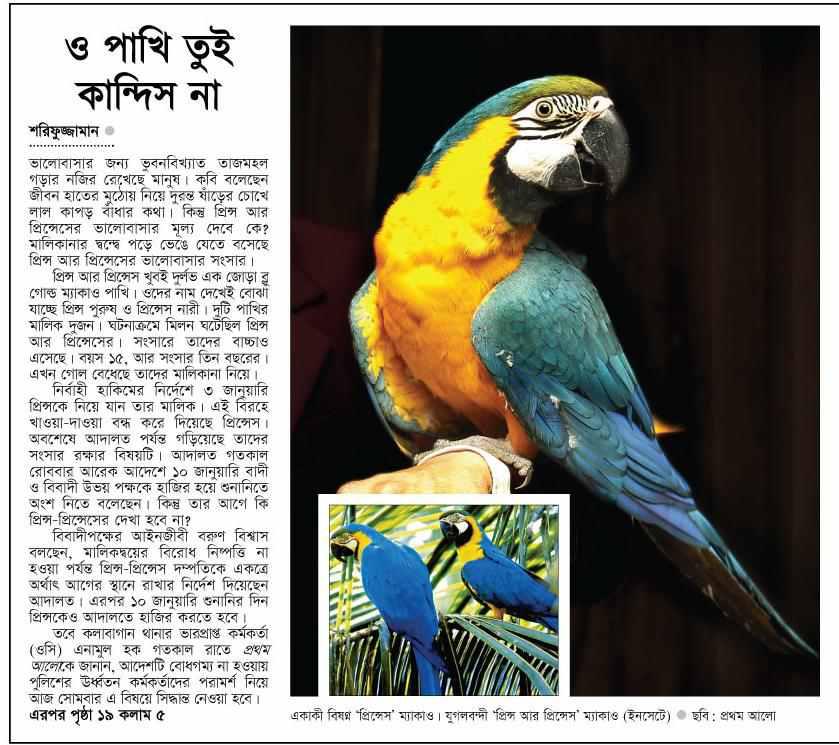 ও পাখি তুই
কান্দিস না
শরিফুজ্জামান ●
ভালোবাসার জন্য ভুবনবিখ্যাত তাজমহল
গড়ার নজির রেখেছে মানুষ। কবি বলেছেন
জীবন হাতের মুঠোয় নিয়ে দুরন্ত ষাঁড়ের চোখে
লাল কাপড় বাঁধার কথা। কিন্তু প্রিন্স আর
প্রিন্সেসের ভালোবাসার মূল্য দেবে কে?
মালিকানার দ্বন্দ্বে পড়ে ভেঙে যেতে বসেছে
প্রিন্স আর প্রিন্সেসের ভালোবাসার সংসার।
প্রিন্স আর প্রিন্সেস খুবই দুর্লভ এক জোড়া ব্লু
গোল্ড ম্যাকাও পাখি। ওদের নাম দেখেই বোঝা
যাচ্ছে প্রিন্স পুরুষ ও প্রিন্সেস নারী। দুটি পাখির
মালিক দুজন। ঘটনাক্রমে মিলন ঘটেছিল প্রিন্স
আর প্রিন্সেসের। সংসারে তাদের বাচ্চাও
এসেছে। বয়স ১৫, আর সংসার তিন বছরের।
এখন গোল বেধেছে তাদের মালিকানা নিয়ে।
নির্বাহী হাকিমের নির্দেশে ৩ জানুয়ারি
প্রিন্সকে নিয়ে যান তার মালিক। এই বিরহে
খাওয়া-দাওয়া বন্ধ করে দিয়েছে প্রিন্সেস।
অবশেষে আদালত পর্যন্ত গড়িয়েছে তাদের
সংসার রক্ষার বিষয়টি। আদালত গতকাল
রোববার আরেক আদেশে ১০ জানুয়ারি বাদী
ও বিবাদী উভয় পক্ষকে হাজির হয়ে শুনানিতে
অংশ নিতে বলেছেন। কিন্তু তার আগে কি
প্রিন্স-প্রিন্সেসের দেখা হবে না?
বিবাদীপক্ষের আইনজীবী বরুণ বিশ্বাস
বলছেন, মালিকদ্বয়ের বিরোধ নিষ্পত্তি না
হওয়া পর্যন্ত প্রিন্স-প্রিন্সেস দম্পতিকে একত্রে
অর্থাৎ আগের স্থানে রাখার নির্দেশ দিয়েছেন
আদালত। এরপর ১০ জানুয়ারি শুনানির দিন
প্রিন্সকেও আদালতে হাজির করতে হবে।
তবে কলাবাগান থানার ভারপ্রাপ্ত কর্মকর্তা
(ওসি) এনামুল হক গতকাল রাতে প্রথম
আলোকে জানান, আদেশটি বোধগম্য না হওয়ায়
পুলিশের ঊর্ধ্বতন কর্মকর্তাদের পরামর্শ নিয়ে
আজ সোমবার এ বিষয়ে সিদ্ধান্ত নেওয়া হবে।
এরপর পৃষ্ঠা ১৯ কলাম ৫
একাকী বিষণ্ন ‘প্রিন্সেস’ ম্যাকাও। যুগলবন্দী ‘প্রিন্স আর প্রিন্সেস’ ম্যাকাও (ইনসেটে) ● ছবি : প্রথম আলো